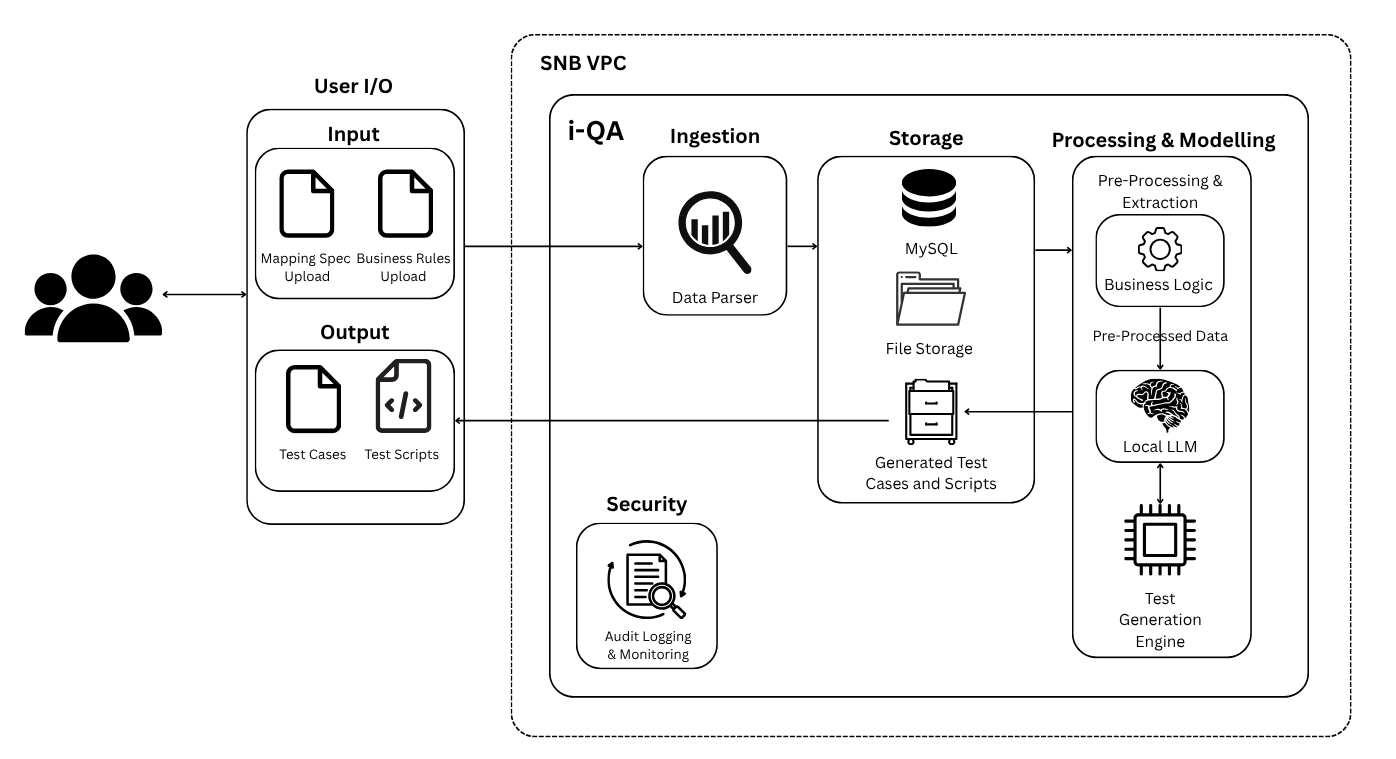 SNB VPC
User I/O
Input
Mapping Spec
Upload
Business Rules
Upload
Output
Test Cases
Test Scripts
i-QA
Ingestion
Data Parser
Storage
MySQL
File Storage
Generated Test
Cases and Scripts
Processing & Modelling
Pre-Processing &
Extraction
Business Logic
Pre-Processed Data
Local LLM
Test
Generation
Engine
Security
Audit Logging
& Monitoring